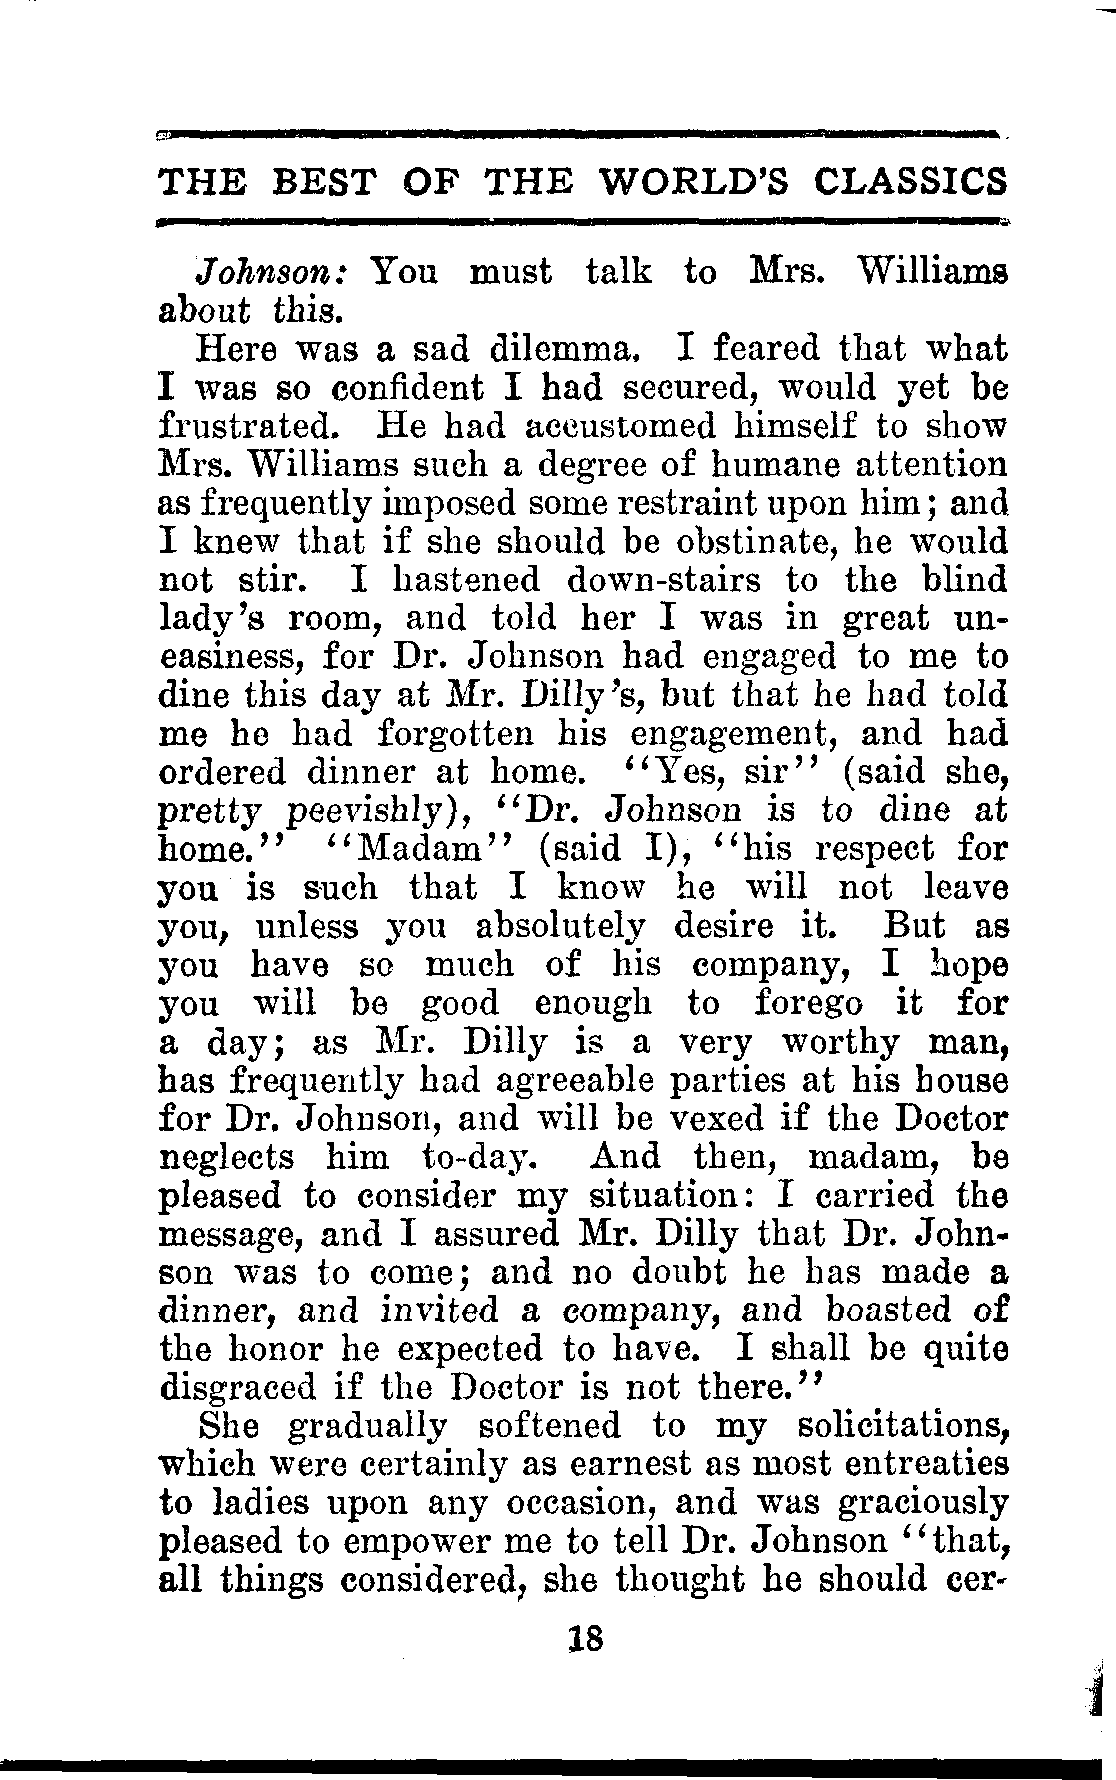 THE BEST OF THE WORLD'S CLASSICS
Johnson: You must talk to Mrs. Williams
about this.
Here was a sad dilemma. I feared that what
I was so confident I had secured, would yet be
frustrated. He had accustomed himself to show
Mrs. Williams such a degree of humane attention
as frequently imposed some restraint upon him; and
I knew that if she should be obstinate, he would
not stir. I hastened down-stairs to the blind
lady's room, and told her I was in great un-
easiness, for Dr. Johnson had engaged to me to
dine this day at Mr. Dilly's, but that he had told
me he had forgotten his engagement, and had
ordered dinner at home. "Yes, sir" (said she,
pretty peevishly), "Dr. Johnson is to dine at
home." "Madam" (said I), "his respect for
you is such that I know he will not leave
you, unless you absolutely desire it. But as
you have so much of his company, I hope
you will be good enough to forego it for
a day; as Mr. Dilly is a very worthy man,
has frequently had agreeable parties at his house
for Dr. Johnson, and will be vexed if the Doctor
neglects him to-day. And then, madam, be
pleased to consider my situation: I carried the
message, and I assured Mr. Dilly that Dr. John-
son was to come; and no doubt he has made a
dinner, and invited a company, and boasted of
the honor he expected to have. I shall be quite
disgraced if the Doctor is not there."
She gradually softened to my solicitations,
which were certainly as earnest as most entreaties
to ladies upon any occasion, and was graciously
pleased to empower me to tell Dr. Johnson "that,
all things considered, she thought he should cer-
18